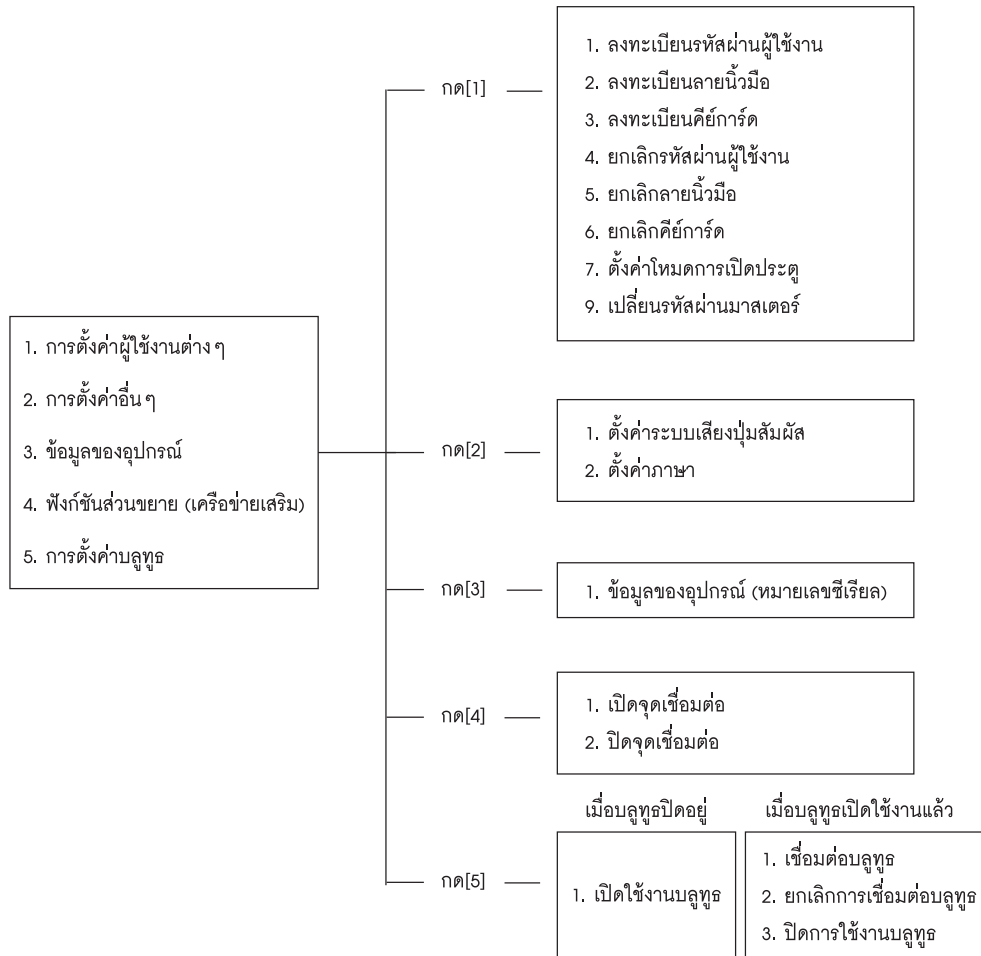 1. การตั้งค่าผู้ใช้งานต่างๆ
2. การตั้งค่าอื่นๆ
3. ข้อมูลของอุปกรณ์
4. ฟังก์ชันส่วนขยาย (เครือข่ายเสริม)
5. การตั้งค่าบลูทูธ
กด[1]
1. ลงทะเบียนรหัสผ่านผู้ใช้งาน
2. ลงทะเบียนลายนิ้วมือ
3. ลงทะเบียนคีย์การ์ด
4. ยกเลิกรหัสผ่านผู้ใช้งาน
5. ยกเลิกลายนิ้วมือ
6. ยกเลิกคีย์การ์ด
7. ตั้งค่าโหมดการเปิดประตู
9. เปลี่ยนรหัสผ่านมาสเตอร์
กด[2]
1. ตั้งค่าระบบเสียงปุ่มสัมผัส
2. ตั้งค่าภาษา
กด[3]
1. ข้อมูลของอุปกรณ์ (หมายเลขซีเรียล)
กด[4]
1. เปิดจุดเชื่อมต่อ
2. ปิดจุดเชื่อมต่อ
กด[5]
เมื่อบลูทูธปิดอยู่
1. เปิดใช้งานบลูทูธ
เมื่อบลูทูธเปิดใช้งานแล้ว
1. เชื่อมต่อบลูทูธ
2. ยกเลิกการเชื่อมต่อบลูทูธ
3. ปิดการใช้งานบลูทูธ